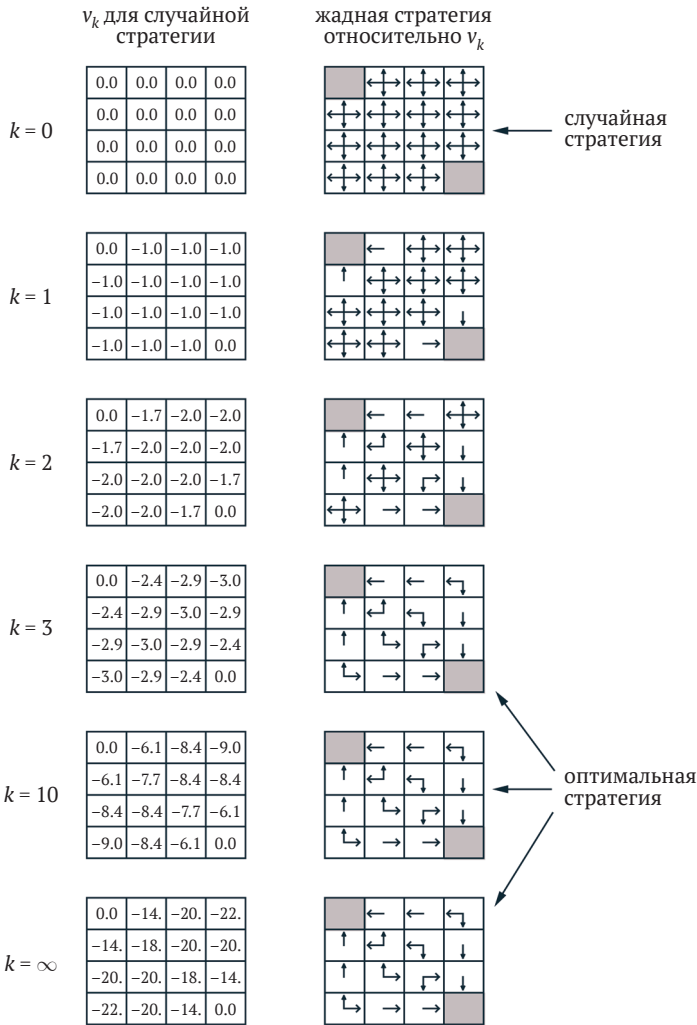 v_k для случайной
стратегии
жадная стратегия
относительно v_k
k = 0
0.0 0.0 0.0 0.0
0.0 0.0 0.0 0.0
0.0 0.0 0.0 0.0
0.0 0.0 0.0 0.0
случайная
стратегия
k = 1
0.0 −1.0 −1.0 −1.0
−1.0 −1.0 −1.0 −1.0
−1.0 −1.0 −1.0 −1.0
−1.0 −1.0 −1.0 0.0
k = 2
0.0 −1.7 −2.0 −2.0
−1.7 −2.0 −2.0 −2.0
−2.0 −2.0 −2.0 −1.7
−2.0 −2.0 −1.7 0.0
k = 3
0.0 −2.4 −2.9 −3.0
−2.4 −2.9 −3.0 −2.9
−2.9 −3.0 −2.9 −2.4
−3.0 −2.9 −2.4 0.0
k = 10
0.0 −6.1 −8.4 −9.0
−6.1 −7.7 −8.4 −8.4
−8.4 −8.4 −7.7 −6.1
−9.0 −8.4 −6.1 0.0
оптимальная
стратегия
k = ∞
0.0 −14. −20. −22.
−14. −18. −20. −20.
−20. −20. −18. −14.
−22. −20. −14. 0.0